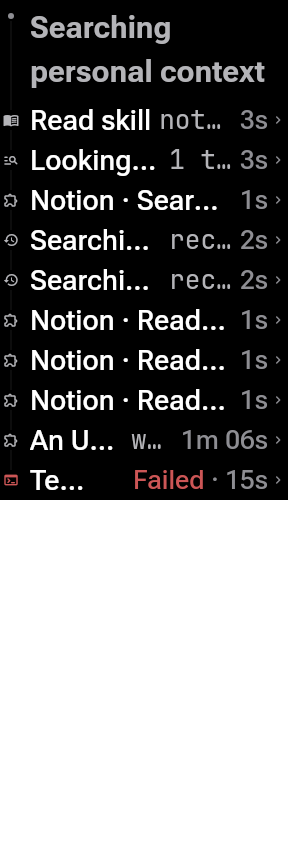 Searching
personal context
Read skill not… 3s
Looking… 1 t… 3s
Notion · Sear… 1s
Searchi… rec… 2s
Searchi… rec… 2s
Notion · Read… 1s
Notion · Read… 1s
Notion · Read… 1s
An U… w… 1m 06s
Te… Failed · 15s